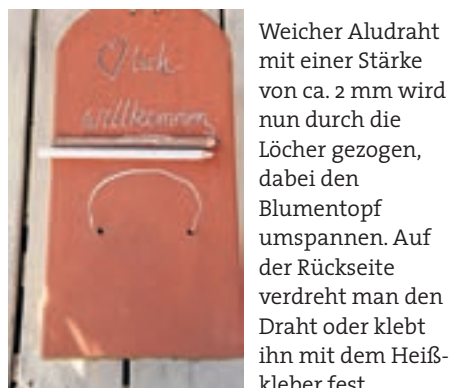 ♡lich
willkommen
Weicher Aludraht
mit einer Stärke
von ca. 2 mm wird
nun durch die
Löcher gezogen,
dabei den
Blumentopf
umspannen. Auf
der Rückseite
verdreht man den
Draht oder klebt
ihn mit dem Heiß-
kleber fest